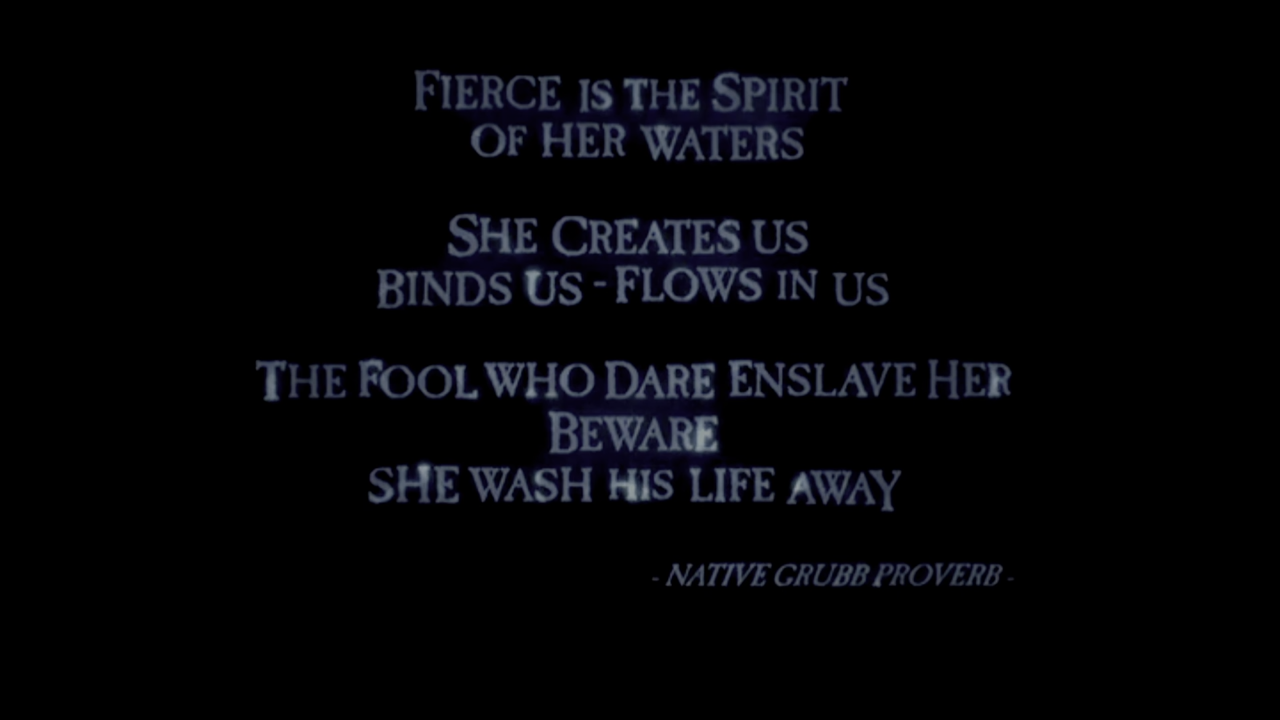 FIERCE IS THE SPIRIT
OF HER WATERS
SHE CREATES US
BINDS US - FLOWS IN US
THE FOOL WHO DARE ENSLAVE HER
BEWARE
SHE WASH HIS LIFE AWAY
- NATIVE GRUBB PROVERB -